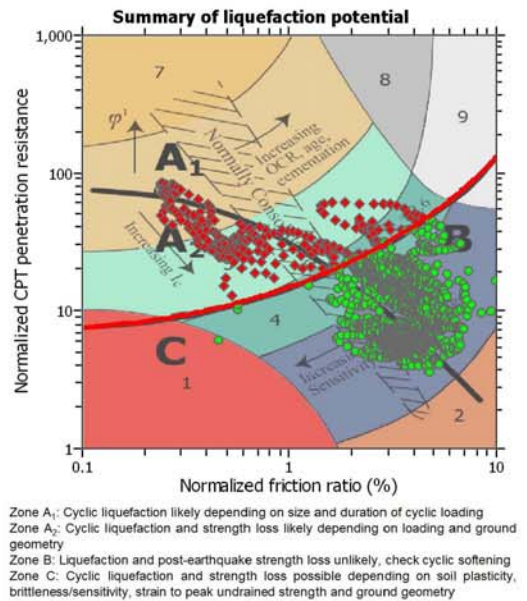 Summary of liquefaction potential
1,000
7
8
9
φ'
A1
Increasing
OCR, age,
cementation
Normally
100
Normalized CPT penetration resistance
A2
Increasing Ic
B
10
4
C
1
Increasing
Sensitivity
2
1
0.1
1
10
Normalized friction ratio (%)
Zone A1: Cyclic liquefaction likely depending on size and duration of cyclic loading
Zone A2: Cyclic liquefaction and strength loss likely depending on loading and ground
geometry
Zone B: Liquefaction and post-earthquake strength loss unlikely, check cyclic softening
Zone C: Cyclic liquefaction and strength loss possible depending on soil plasticity,
brittleness/sensitivity, strain to peak undrained strength and ground geometry